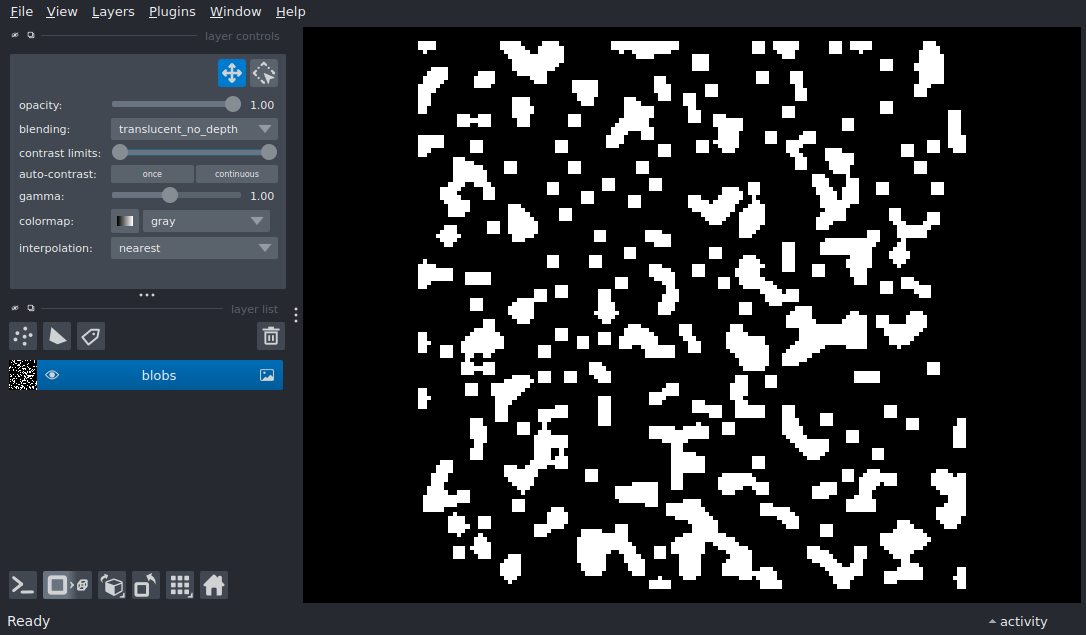 File View Layers Plugins Window Help
layer controls
opacity: 1.00
blending: translucent_no_depth
contrast limits:
auto-contrast: once continuous
gamma: 1.00
colormap: gray
interpolation: nearest
layer list
blobs
Ready
activity